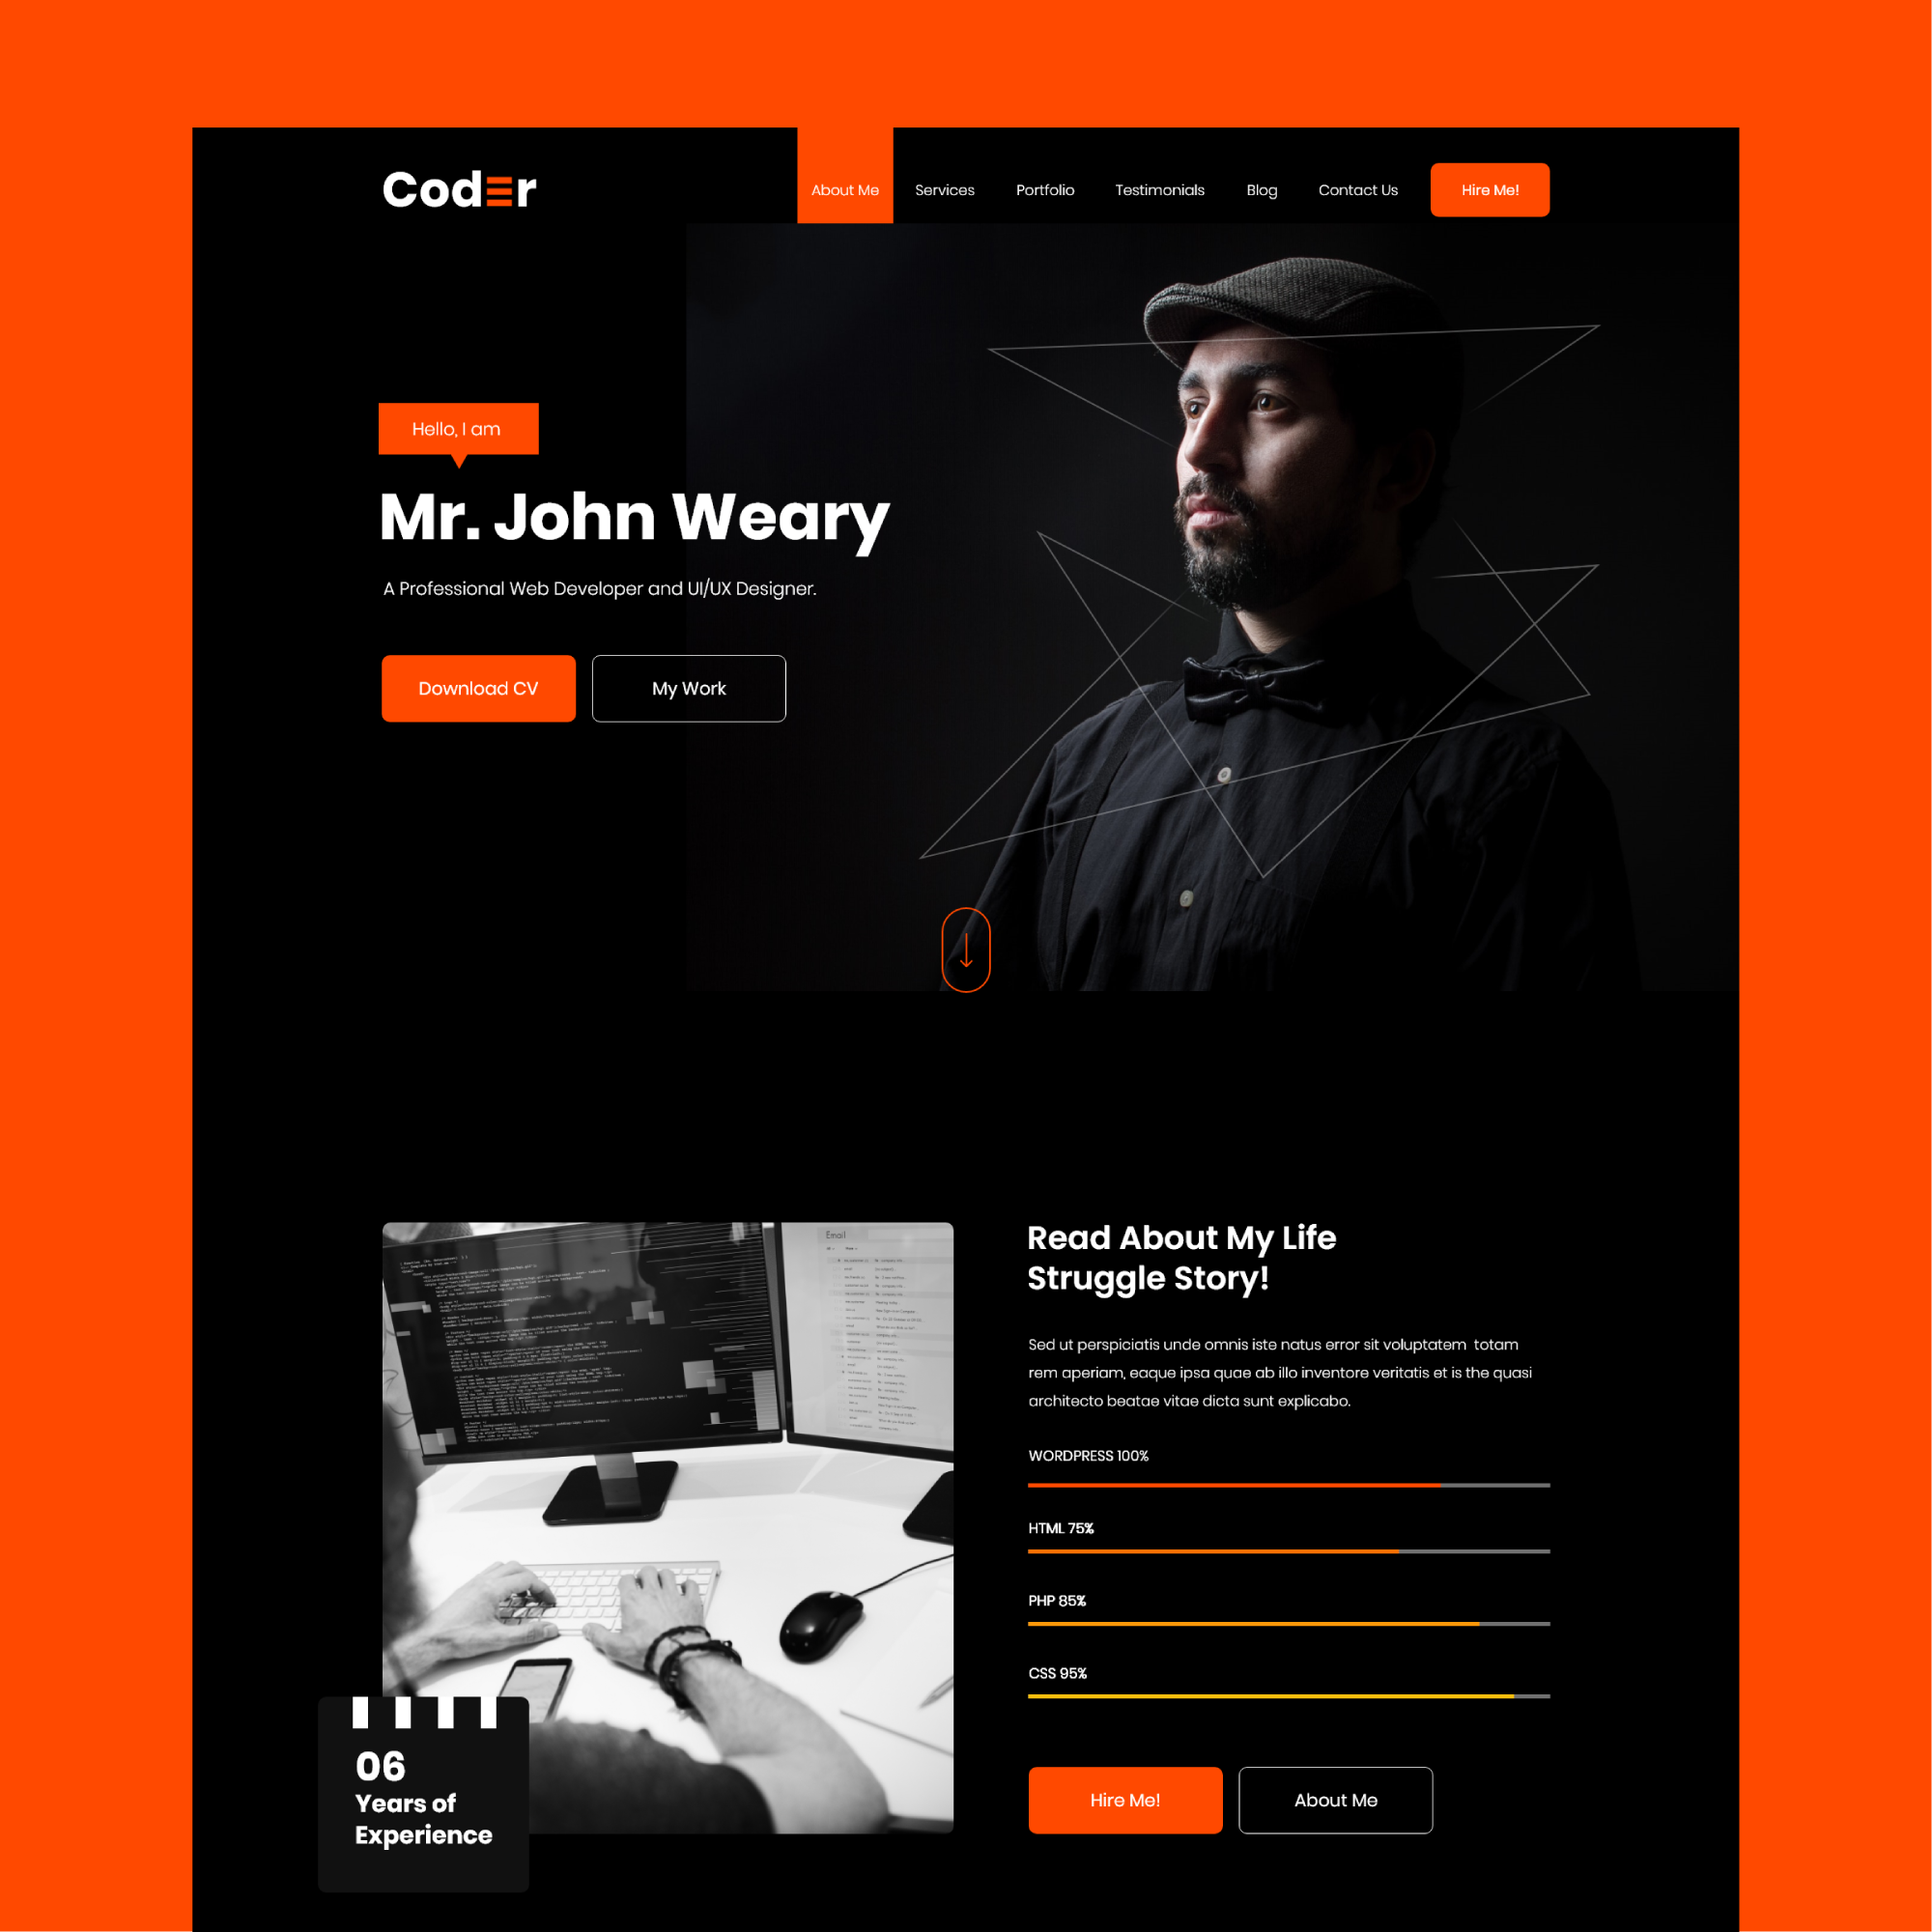 Coder
About Me Services Portfolio Testimonials Blog Contact Us Hire Me!
Hello, I am
Mr. John Weary
A Professional Web Developer and UI/UX Designer.
Download CV My Work
Email
Read About My Life
Struggle Story!
Sed ut perspiciatis unde omnis iste natus error sit voluptatem totam
rem aperiam, eaque ipsa quae ab illo inventore veritatis et is the quasi
architecto beatae vitae dicta sunt explicabo.
WORDPRESS 100%
HTML 75%
PHP 85%
CSS 95%
06
Years of
Experience
Hire Me! About Me